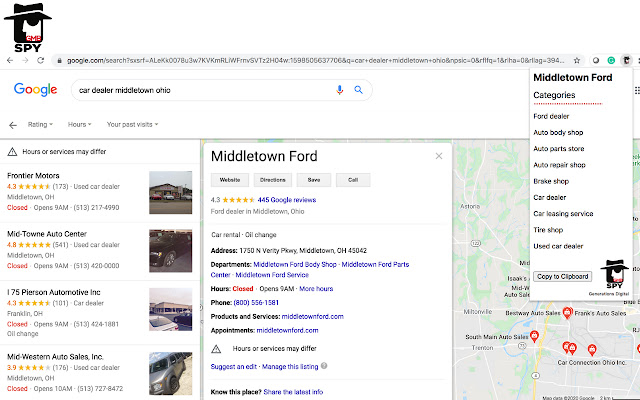 GMB
SPY
google.com/search?sxsrf=ALeKk0078u3w7KVKmRLiWFrnvSVTz2H04w:1598505637706&q=car+dealer+middletown+ohio&npsic=0&rflfq=1&rlha=0&rllag=394...
Google
car dealer middletown ohio
Rating
Hours
Your past visits
Hours or services may differ
Frontier Motors
4.3 (173) · Used car dealer
Middletown, OH
Closed · Opens 9AM · (513) 217-4990
Mid-Towne Auto Center
4.8 (541) · Used car dealer
Middletown, OH
Closed · Opens 9AM · (513) 420-0000
I 75 Pierson Automotive Inc
4.3 (101) · Car dealer
Franklin, OH
Closed · Opens 9AM · (513) 424-1881
Oil change
Mid-Western Auto Sales, Inc.
3.9 (176) · Used car dealer
Middletown, OH
Closed · Opens 10AM · (513) 727-8472
Middletown Ford
Website
Directions
Save
Call
4.3 445 Google reviews
Ford dealer in Middletown, Ohio
Car rental · Oil change
Address: 1750 N Verity Pkwy, Middletown, OH 45042
Departments: Middletown Ford Body Shop · Middletown Ford Parts
Center · Middletown Ford Service
Hours: Closed · Opens 9AM · More hours
Phone: (800) 556-1581
Products and Services: middletownford.com
Appointments: middletownford.com
Hours or services may differ
Suggest an edit · Manage this listing
Know this place? Share the latest info
Middletown Ford
Categories
Ford dealer
Auto body shop
Auto parts store
Auto repair shop
Brake shop
Car dealer
Car leasing service
Tire shop
Used car dealer
Copy to Clipboard
SPY
Generations Digital
Astoria
Miltonville
Trenton
Isaak's
Mid-Wes
Bestway Auto Sales
Frank's Auto
South Main Auto Sales
Car Connection Ohio Inc.
Map data ©2020 Google
2 km